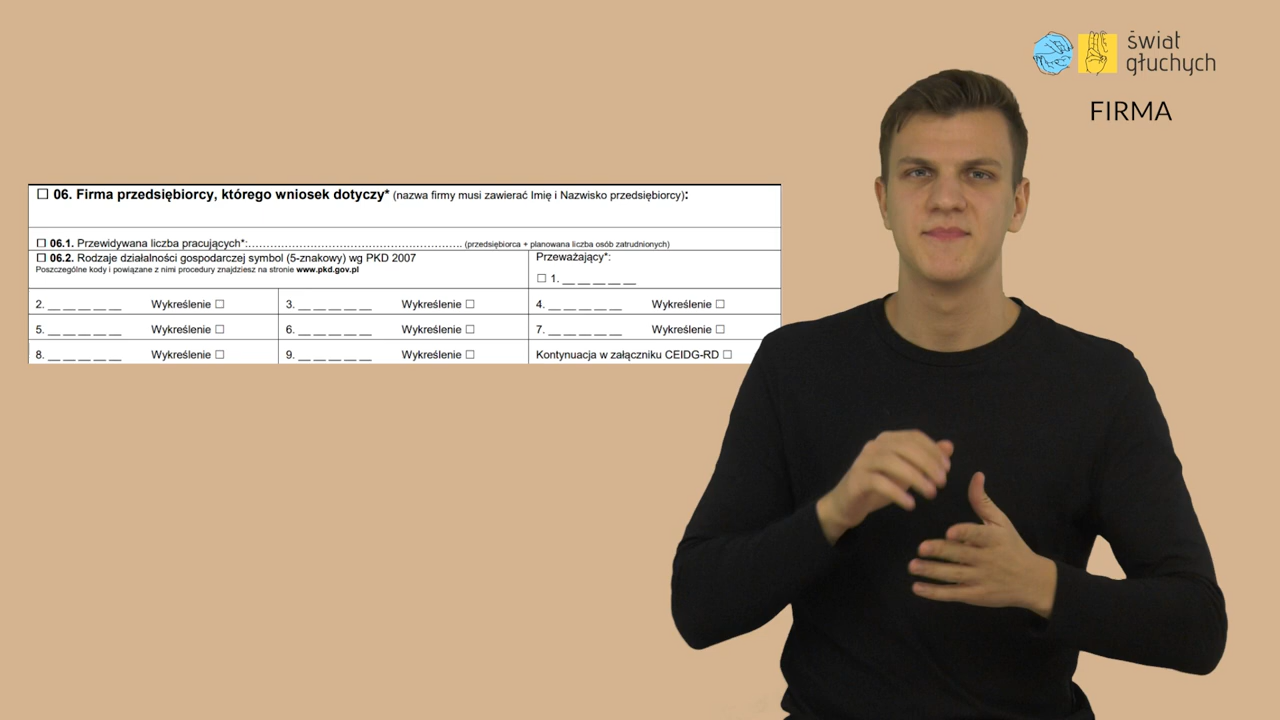 świat
głuchych
FIRMA
☐ 06. Firma przedsiębiorcy, którego wniosek dotyczy* (nazwa firmy musi zawierać Imię i Nazwisko przedsiębiorcy):
☐ 06.1. Przewidywana liczba pracujących*:……………………………………………………. (przedsiębiorca + planowana liczba osób zatrudnionych)
☐ 06.2. Rodzaje działalności gospodarczej symbol (5-znakowy) wg PKD 2007
Poszczególne kody i powiązane z nimi procedury znajdziesz na stronie www.pkd.gov.pl
Przeważający*:
☐ 1. __ __ __ __ __
2. __ __ __ __ __ Wykreślenie ☐ 3. __ __ __ __ __ Wykreślenie ☐ 4. __ __ __ __ __ Wykreślenie ☐
5. __ __ __ __ __ Wykreślenie ☐ 6. __ __ __ __ __ Wykreślenie ☐ 7. __ __ __ __ __ Wykreślenie ☐
8. __ __ __ __ __ Wykreślenie ☐ 9. __ __ __ __ __ Wykreślenie ☐ Kontynuacja w załączniku CEIDG-RD ☐